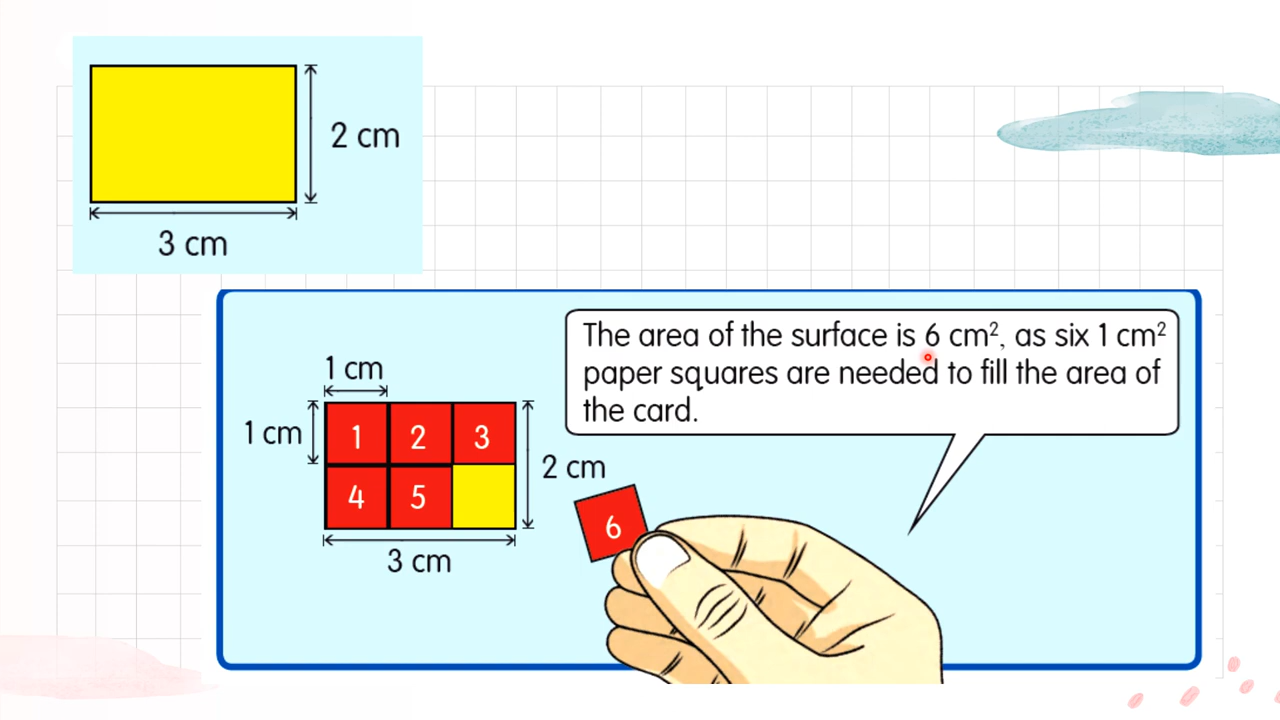 2 cm
3 cm
The area of the surface is 6 cm², as six 1 cm²
paper squares are needed to fill the area of
the card.
1 cm
1 cm
1 2 3
2 cm
4 5
6
3 cm